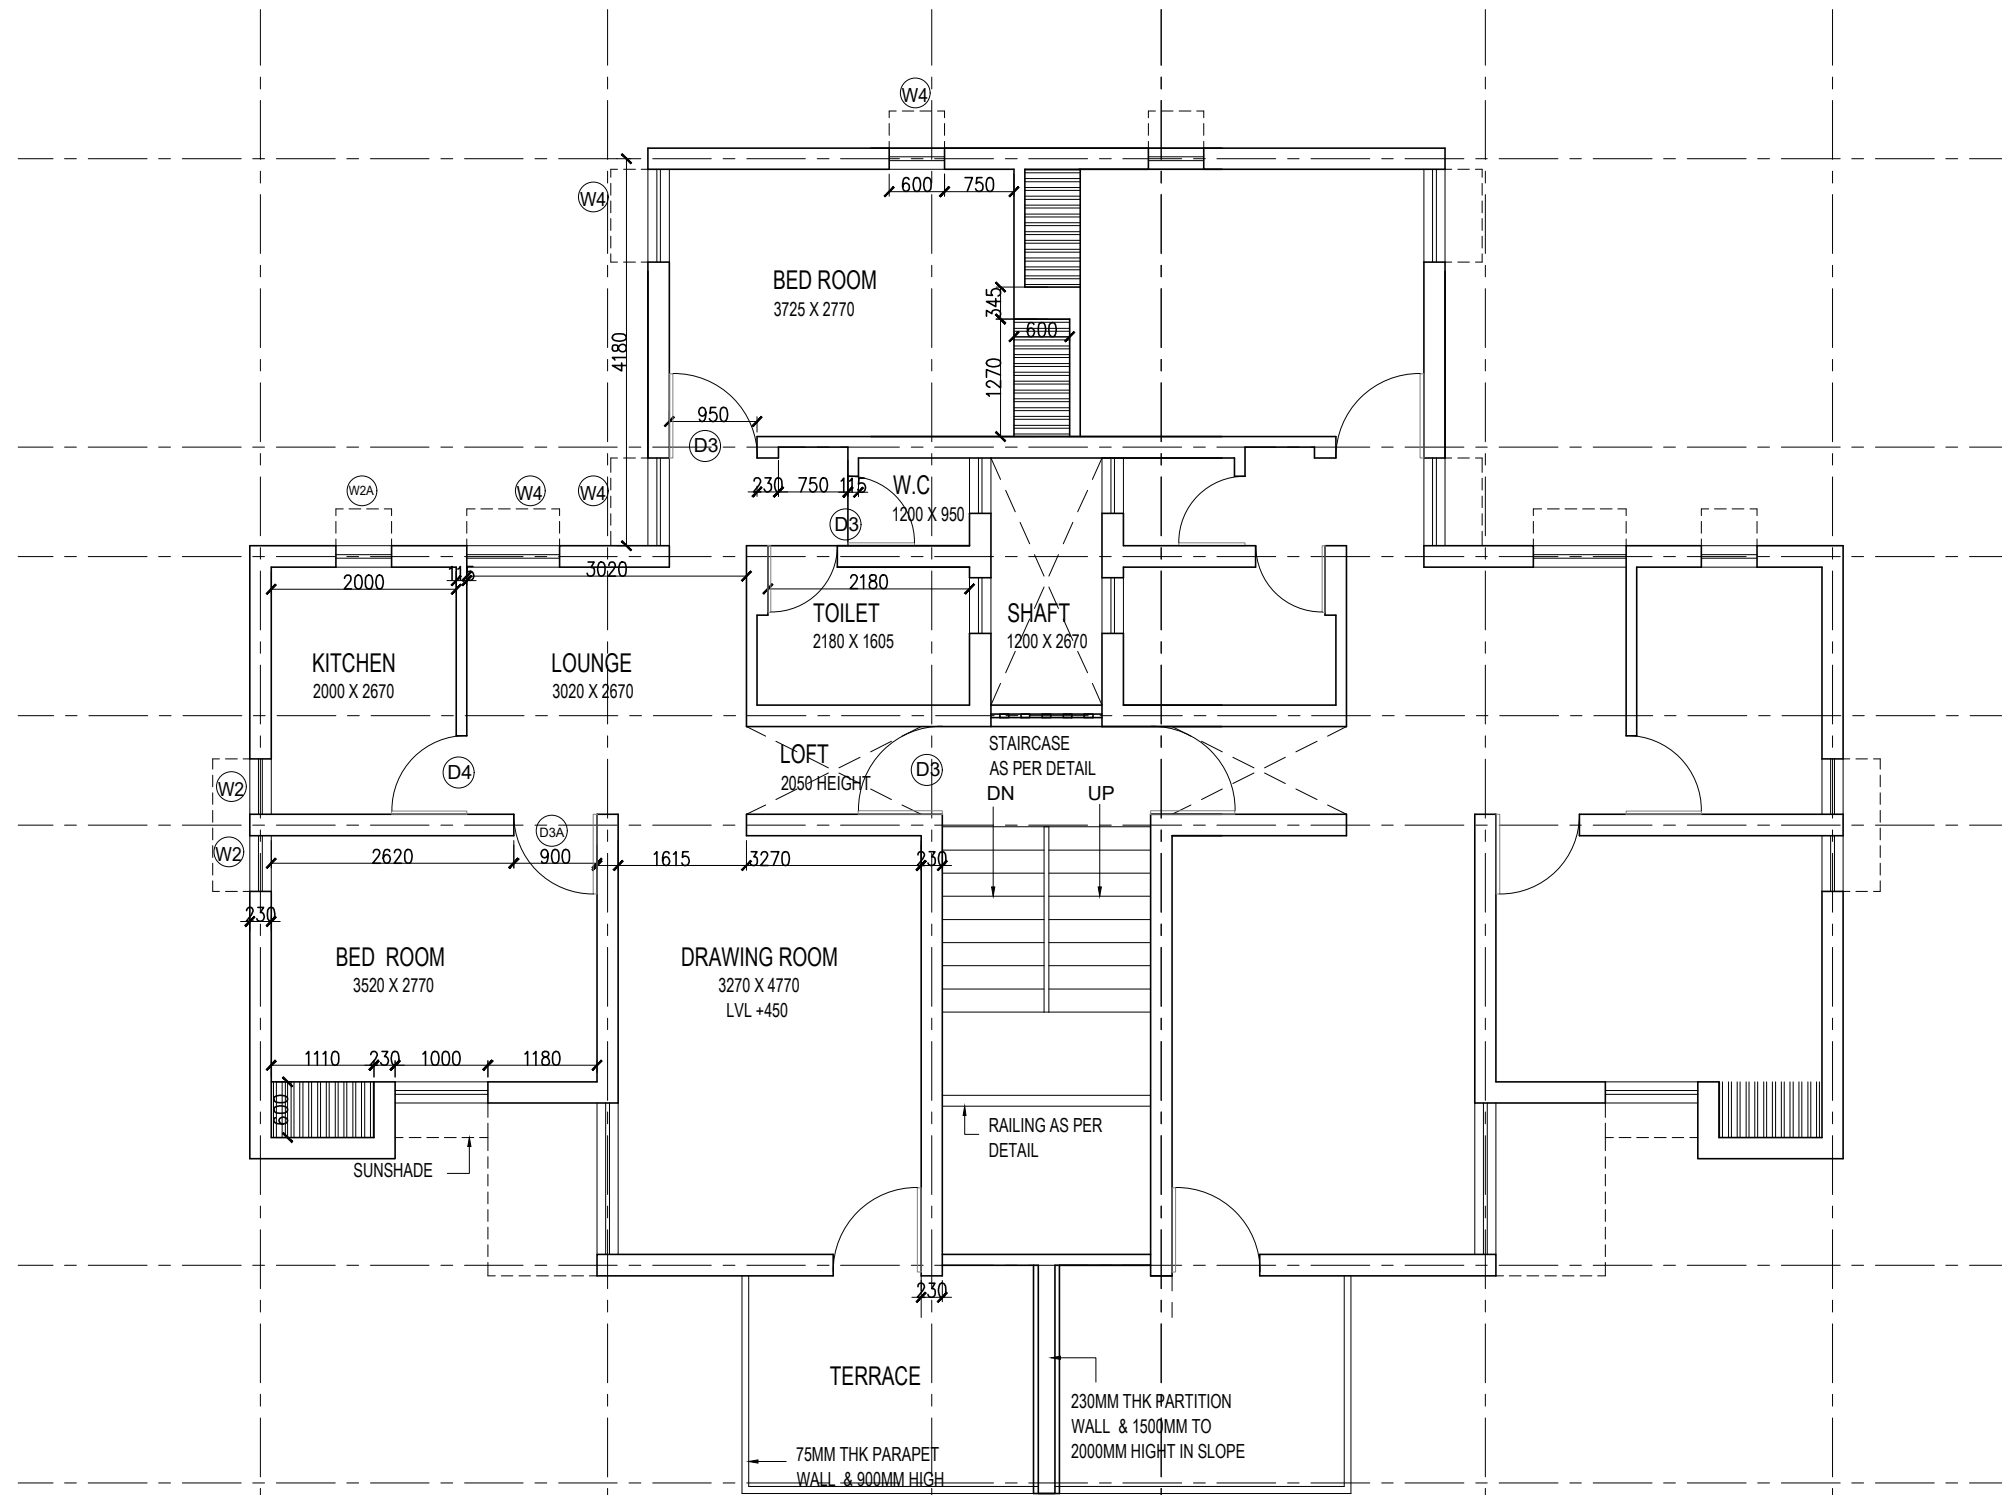 W4
W4
600
750
BED ROOM
3725 X 2770
345
600
4180
1270
950
D3
W2A
W4
W4
230
750
115
W.C
1200 X 950
D3
2000
115
3020
2180
TOILET
2180 X 1605
SHAFT
1200 X 2670
KITCHEN
2000 X 2670
LOUNGE
3020 X 2670
LOFT
2050 HEIGHT
D3
STAIRCASE
AS PER DETAIL
DN
UP
D4
W2
W2
D3A
2620
900
1615
3270
230
230
BED ROOM
3520 X 2770
DRAWING ROOM
3270 X 4770
LVL +450
1110
230
1000
1180
600
SUNSHADE
RAILING AS PER
DETAIL
230
TERRACE
230MM THK PARTITION
WALL & 1500MM TO
2000MM HIGHT IN SLOPE
75MM THK PARAPET
WALL & 900MM HIGH